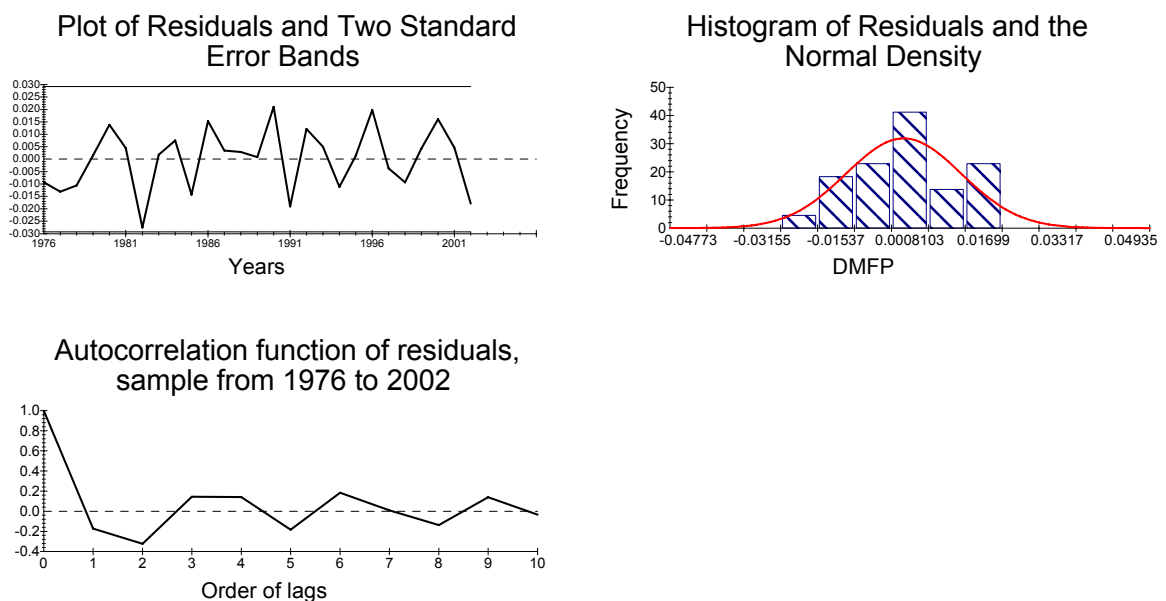 Plot of Residuals and Two Standard
Error Bands
0.030
0.025
0.020
0.015
0.010
0.005
0.000
-0.005
-0.010
-0.015
-0.020
-0.025
-0.030
1976 1981 1986 1991 1996 2001
Years
Histogram of Residuals and the
Normal Density
Frequency
50
40
30
20
10
0
-0.04773 -0.03155 -0.01537 0.0008103 0.01699 0.03317 0.04935
DMFP
Autocorrelation function of residuals,
sample from 1976 to 2002
1.0
0.8
0.6
0.4
0.2
0.0
-0.2
-0.4
0 1 2 3 4 5 6 7 8 9 10
Order of lags